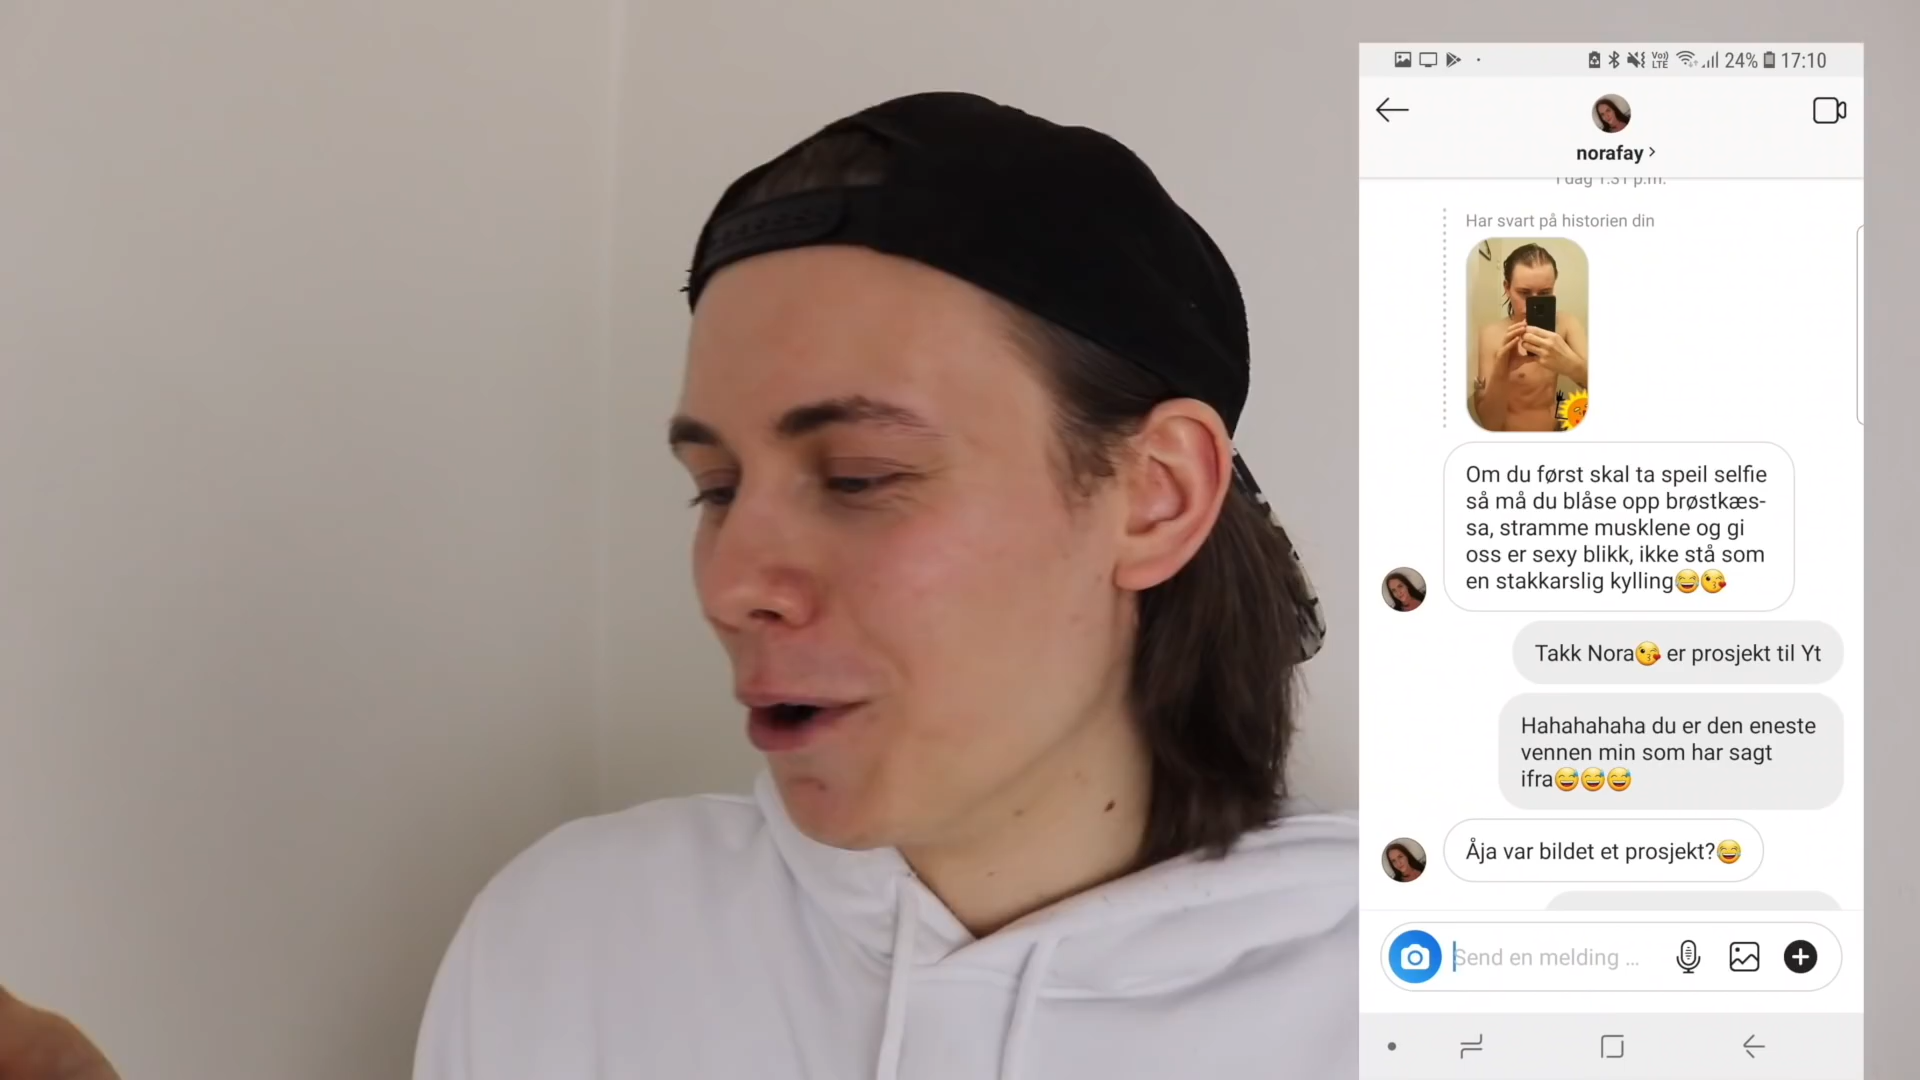 24% 17:10
norafay
I dag 1:31 p.m.
Har svart på historien din
Om du først skal ta speil selfie
så må du blåse opp brøstkæs-
sa, stramme musklene og gi
oss er sexy blikk, ikke stå som
en stakkarslig kylling😂😘
Takk Nora😘 er prosjekt til Yt
Hahahahaha du er den eneste
vennen min som har sagt
ifra😅😅😅
Åja var bildet et prosjekt?😂
Send en melding ...